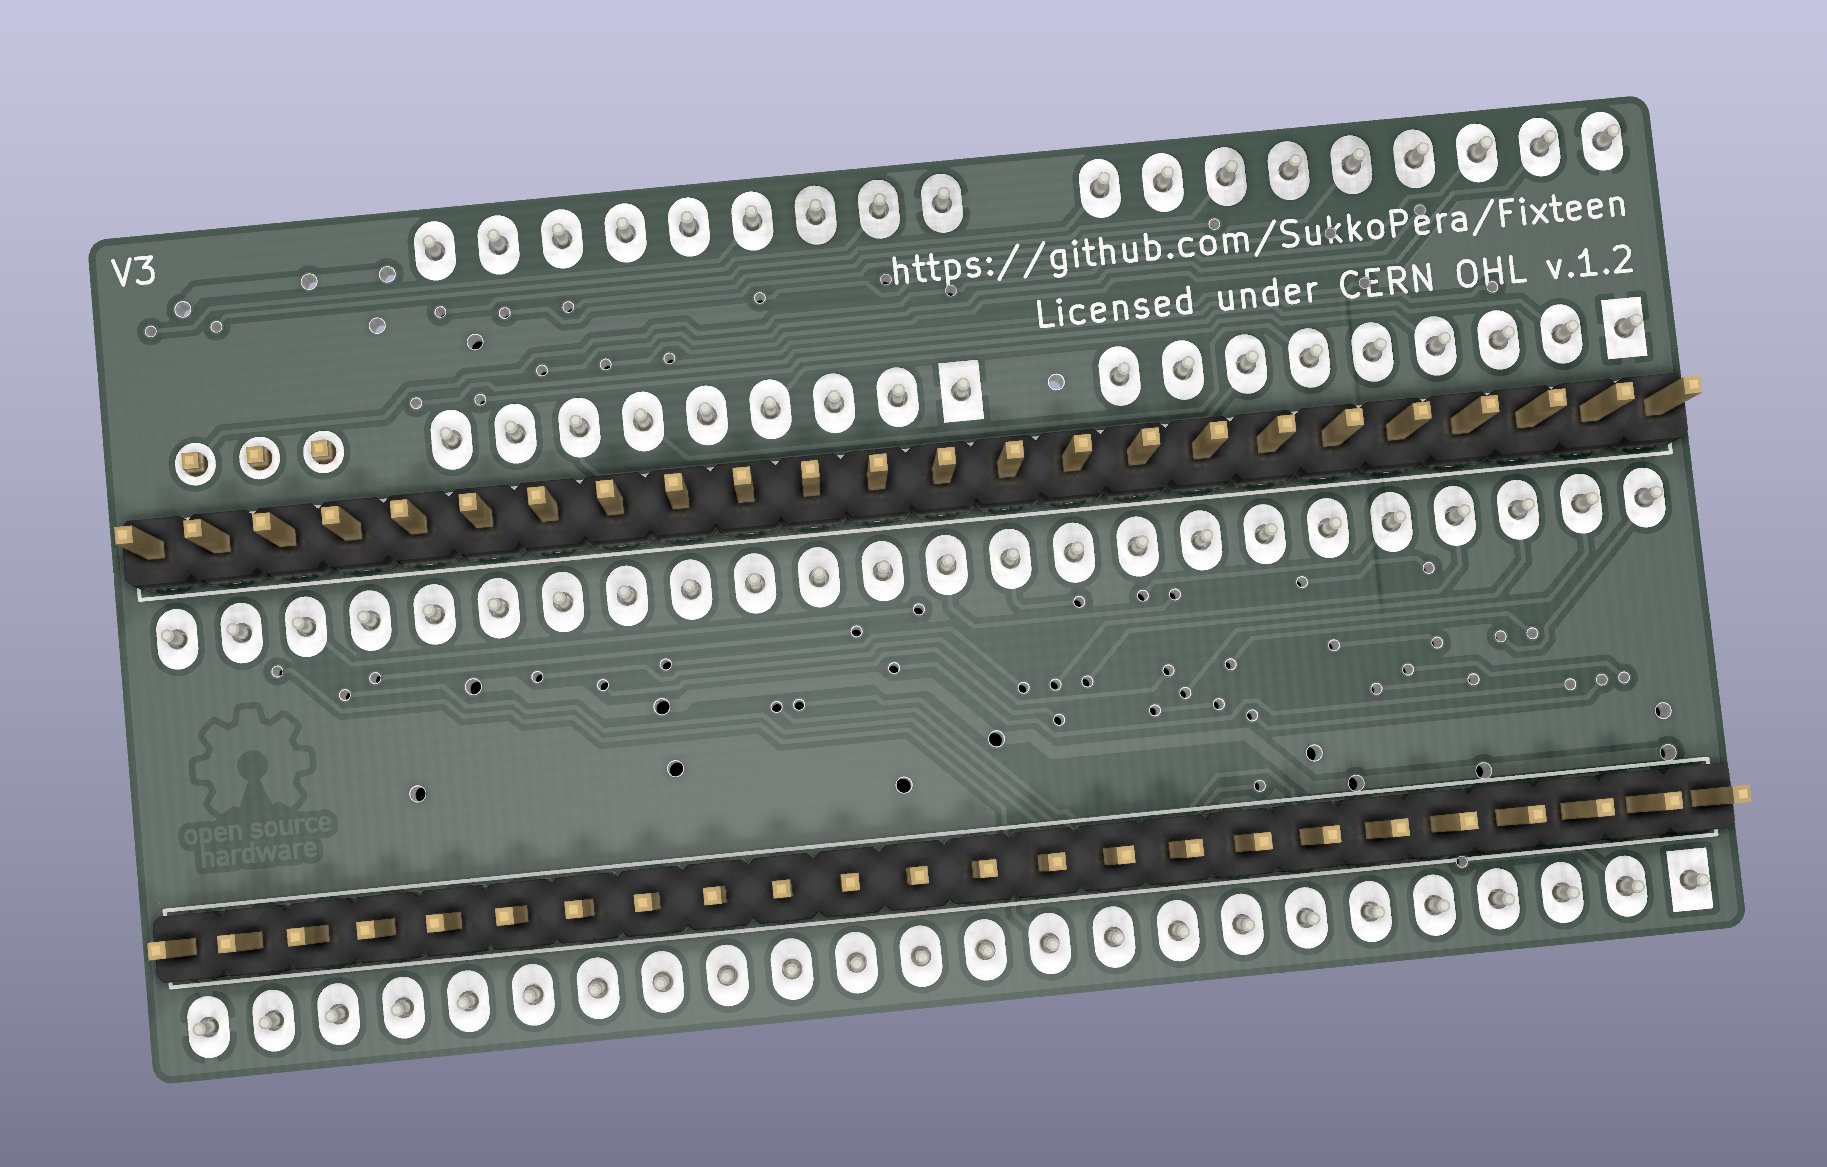 V3
https://github.com/SukkoPera/Fixteen
Licensed under CERN OHL v.1.2
open source
hardware